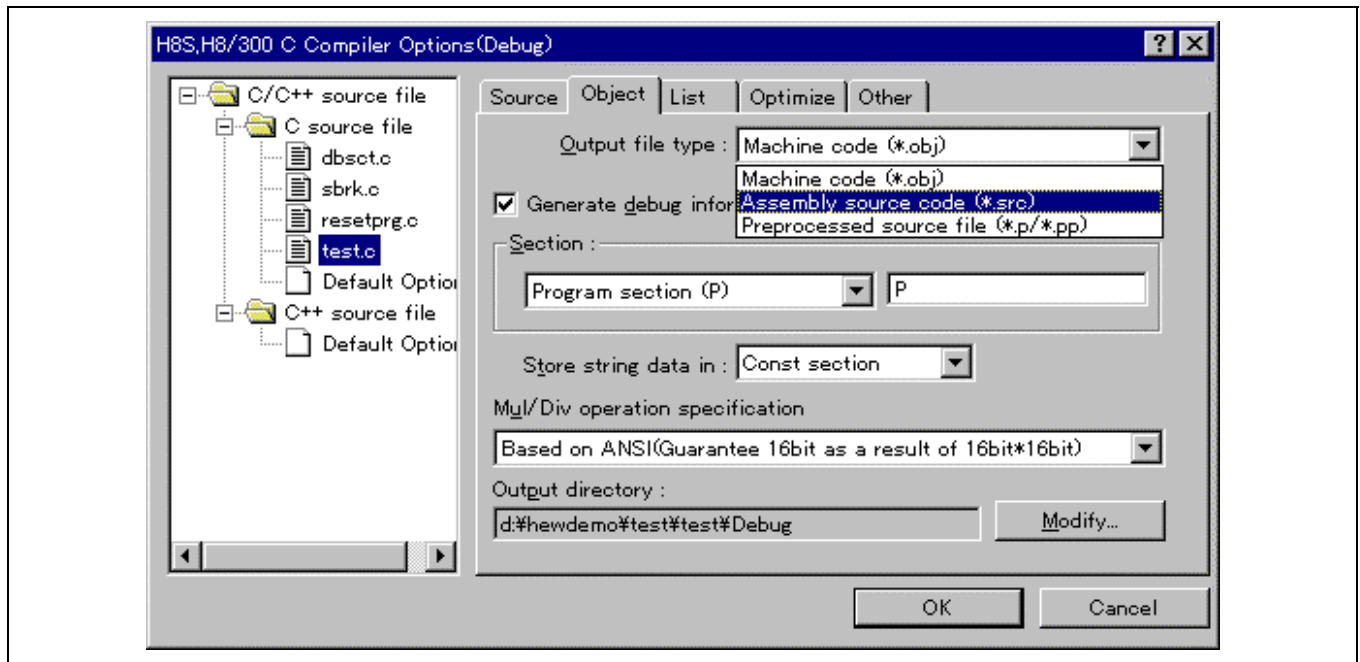 H8S,H8/300 C Compiler Options(Debug)
C/C++ source file
C source file
dbsct.c
sbrk.c
resetprg.c
test.c
Default Optio
C++ source file
Default Optio
Source Object List Optimize Other
Output file type : Machine code (*.obj)
Machine code (*.obj)
Assembly source code (*.src)
Preprocessed source file (*.p/*.pp)
Generate debug infor
Section :
Program section (P) P
Store string data in : Const section
Mul/Div operation specification
Based on ANSI(Guarantee 16bit as a result of 16bit*16bit)
Output directory :
d:¥hewdemo¥test¥test¥Debug Modify...
OK Cancel